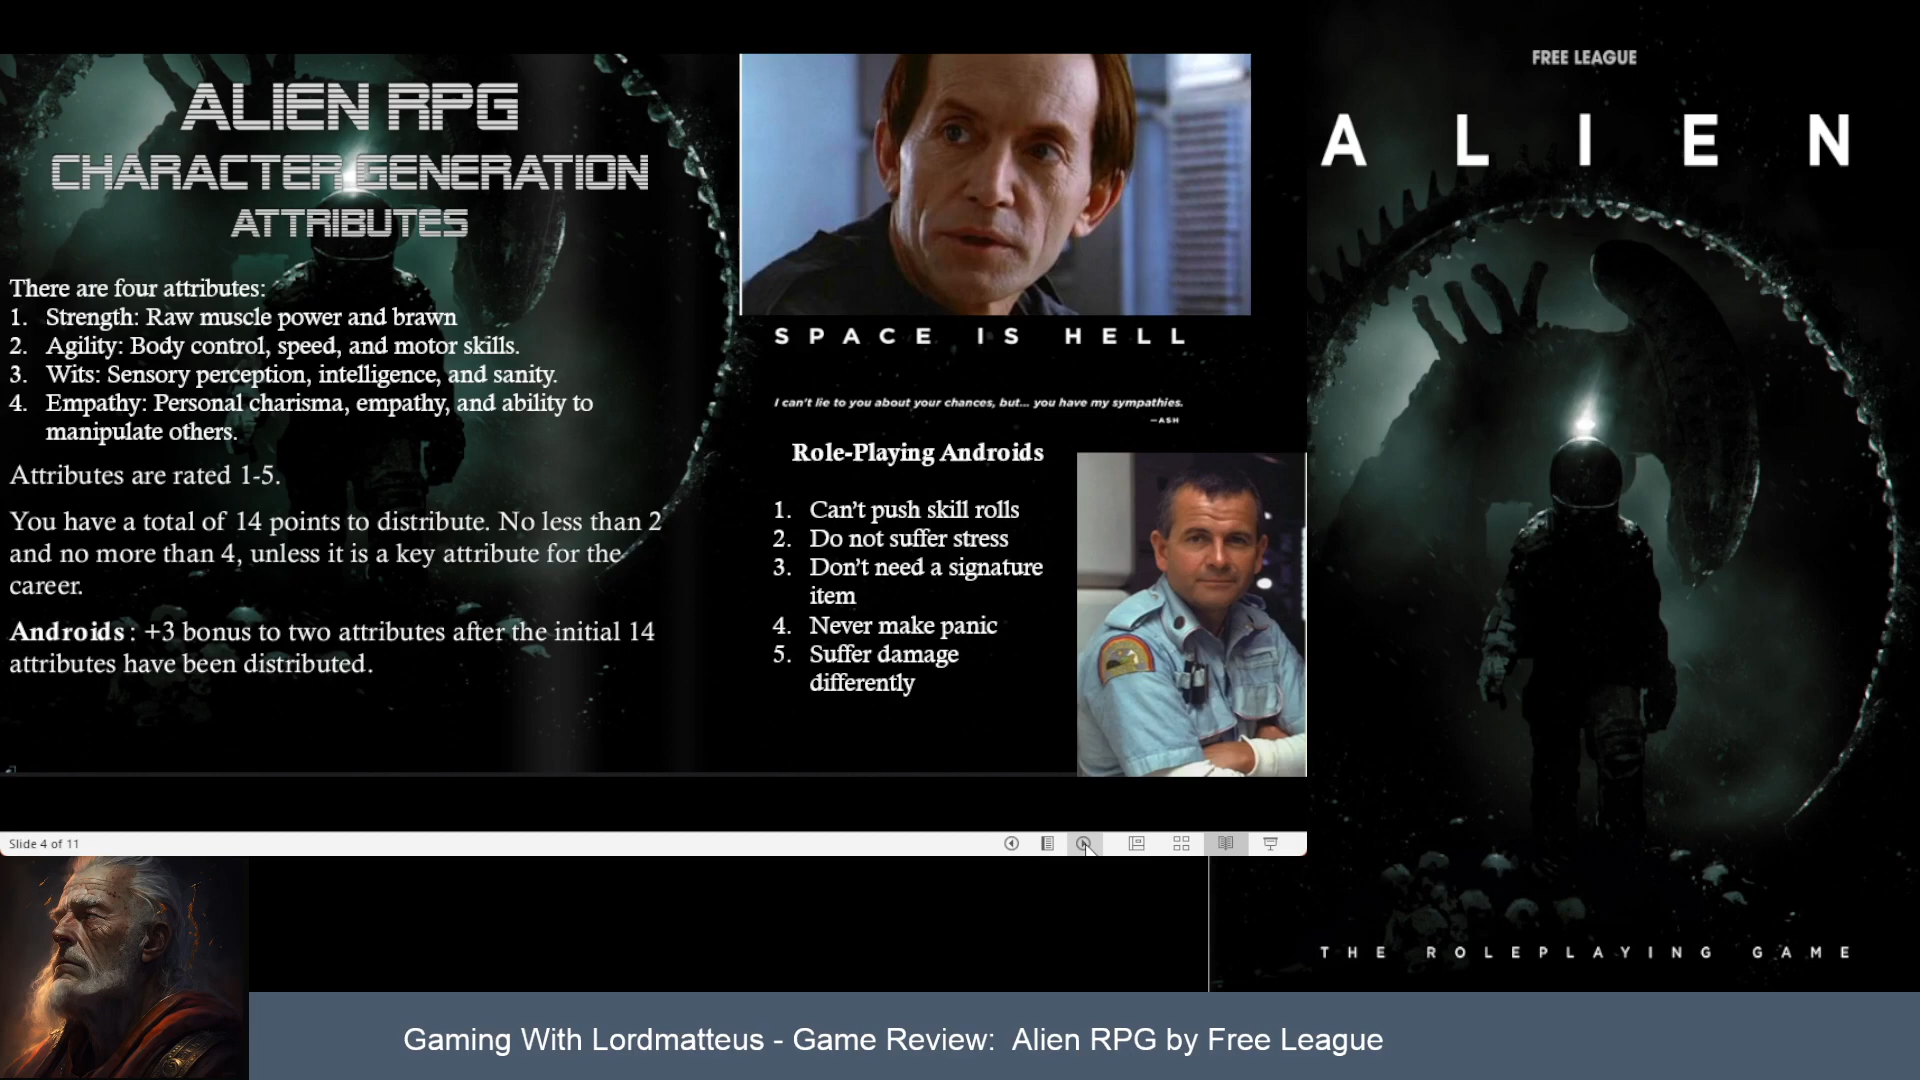 ALIEN RPG
CHARACTER GENERATION
ATTRIBUTES
There are four attributes:
1. Strength: Raw muscle power and brawn
2. Agility: Body control, speed, and motor skills.
3. Wits: Sensory perception, intelligence, and sanity.
4. Empathy: Personal charisma, empathy, and ability to
manipulate others.
Attributes are rated 1-5.
You have a total of 14 points to distribute. No less than 2
and no more than 4, unless it is a key attribute for the
career.
Androids: +3 bonus to two attributes after the initial 14
attributes have been distributed.
SPACE IS HELL
I can't lie to you about your chances, but... you have my sympathies.
—ASH
Role-Playing Androids
1. Can't push skill rolls
2. Do not suffer stress
3. Don't need a signature
item
4. Never make panic
5. Suffer damage
differently
Slide 4 of 11
FREE LEAGUE
ALIEN
THE ROLEPLAYING GAME
Gaming With Lordmatteus - Game Review: Alien RPG by Free League